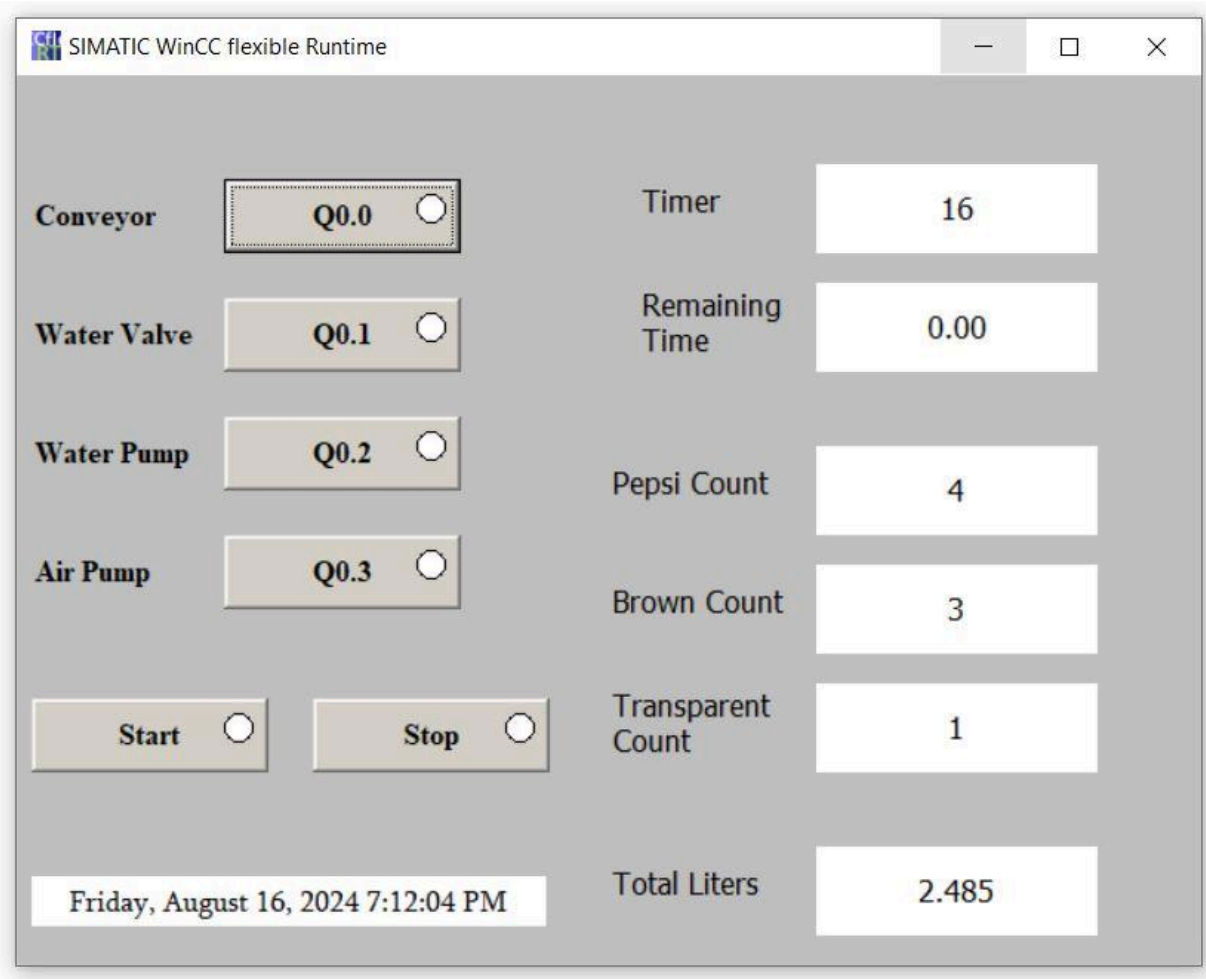 SIMATIC WinCC flexible Runtime
Conveyor
Q0.0
Water Valve
Q0.1
Water Pump
Q0.2
Air Pump
Q0.3
Start
Stop
Friday, August 16, 2024 7:12:04 PM
Timer
16
Remaining
Time
0.00
Pepsi Count
4
Brown Count
3
Transparent
Count
1
Total Liters
2.485